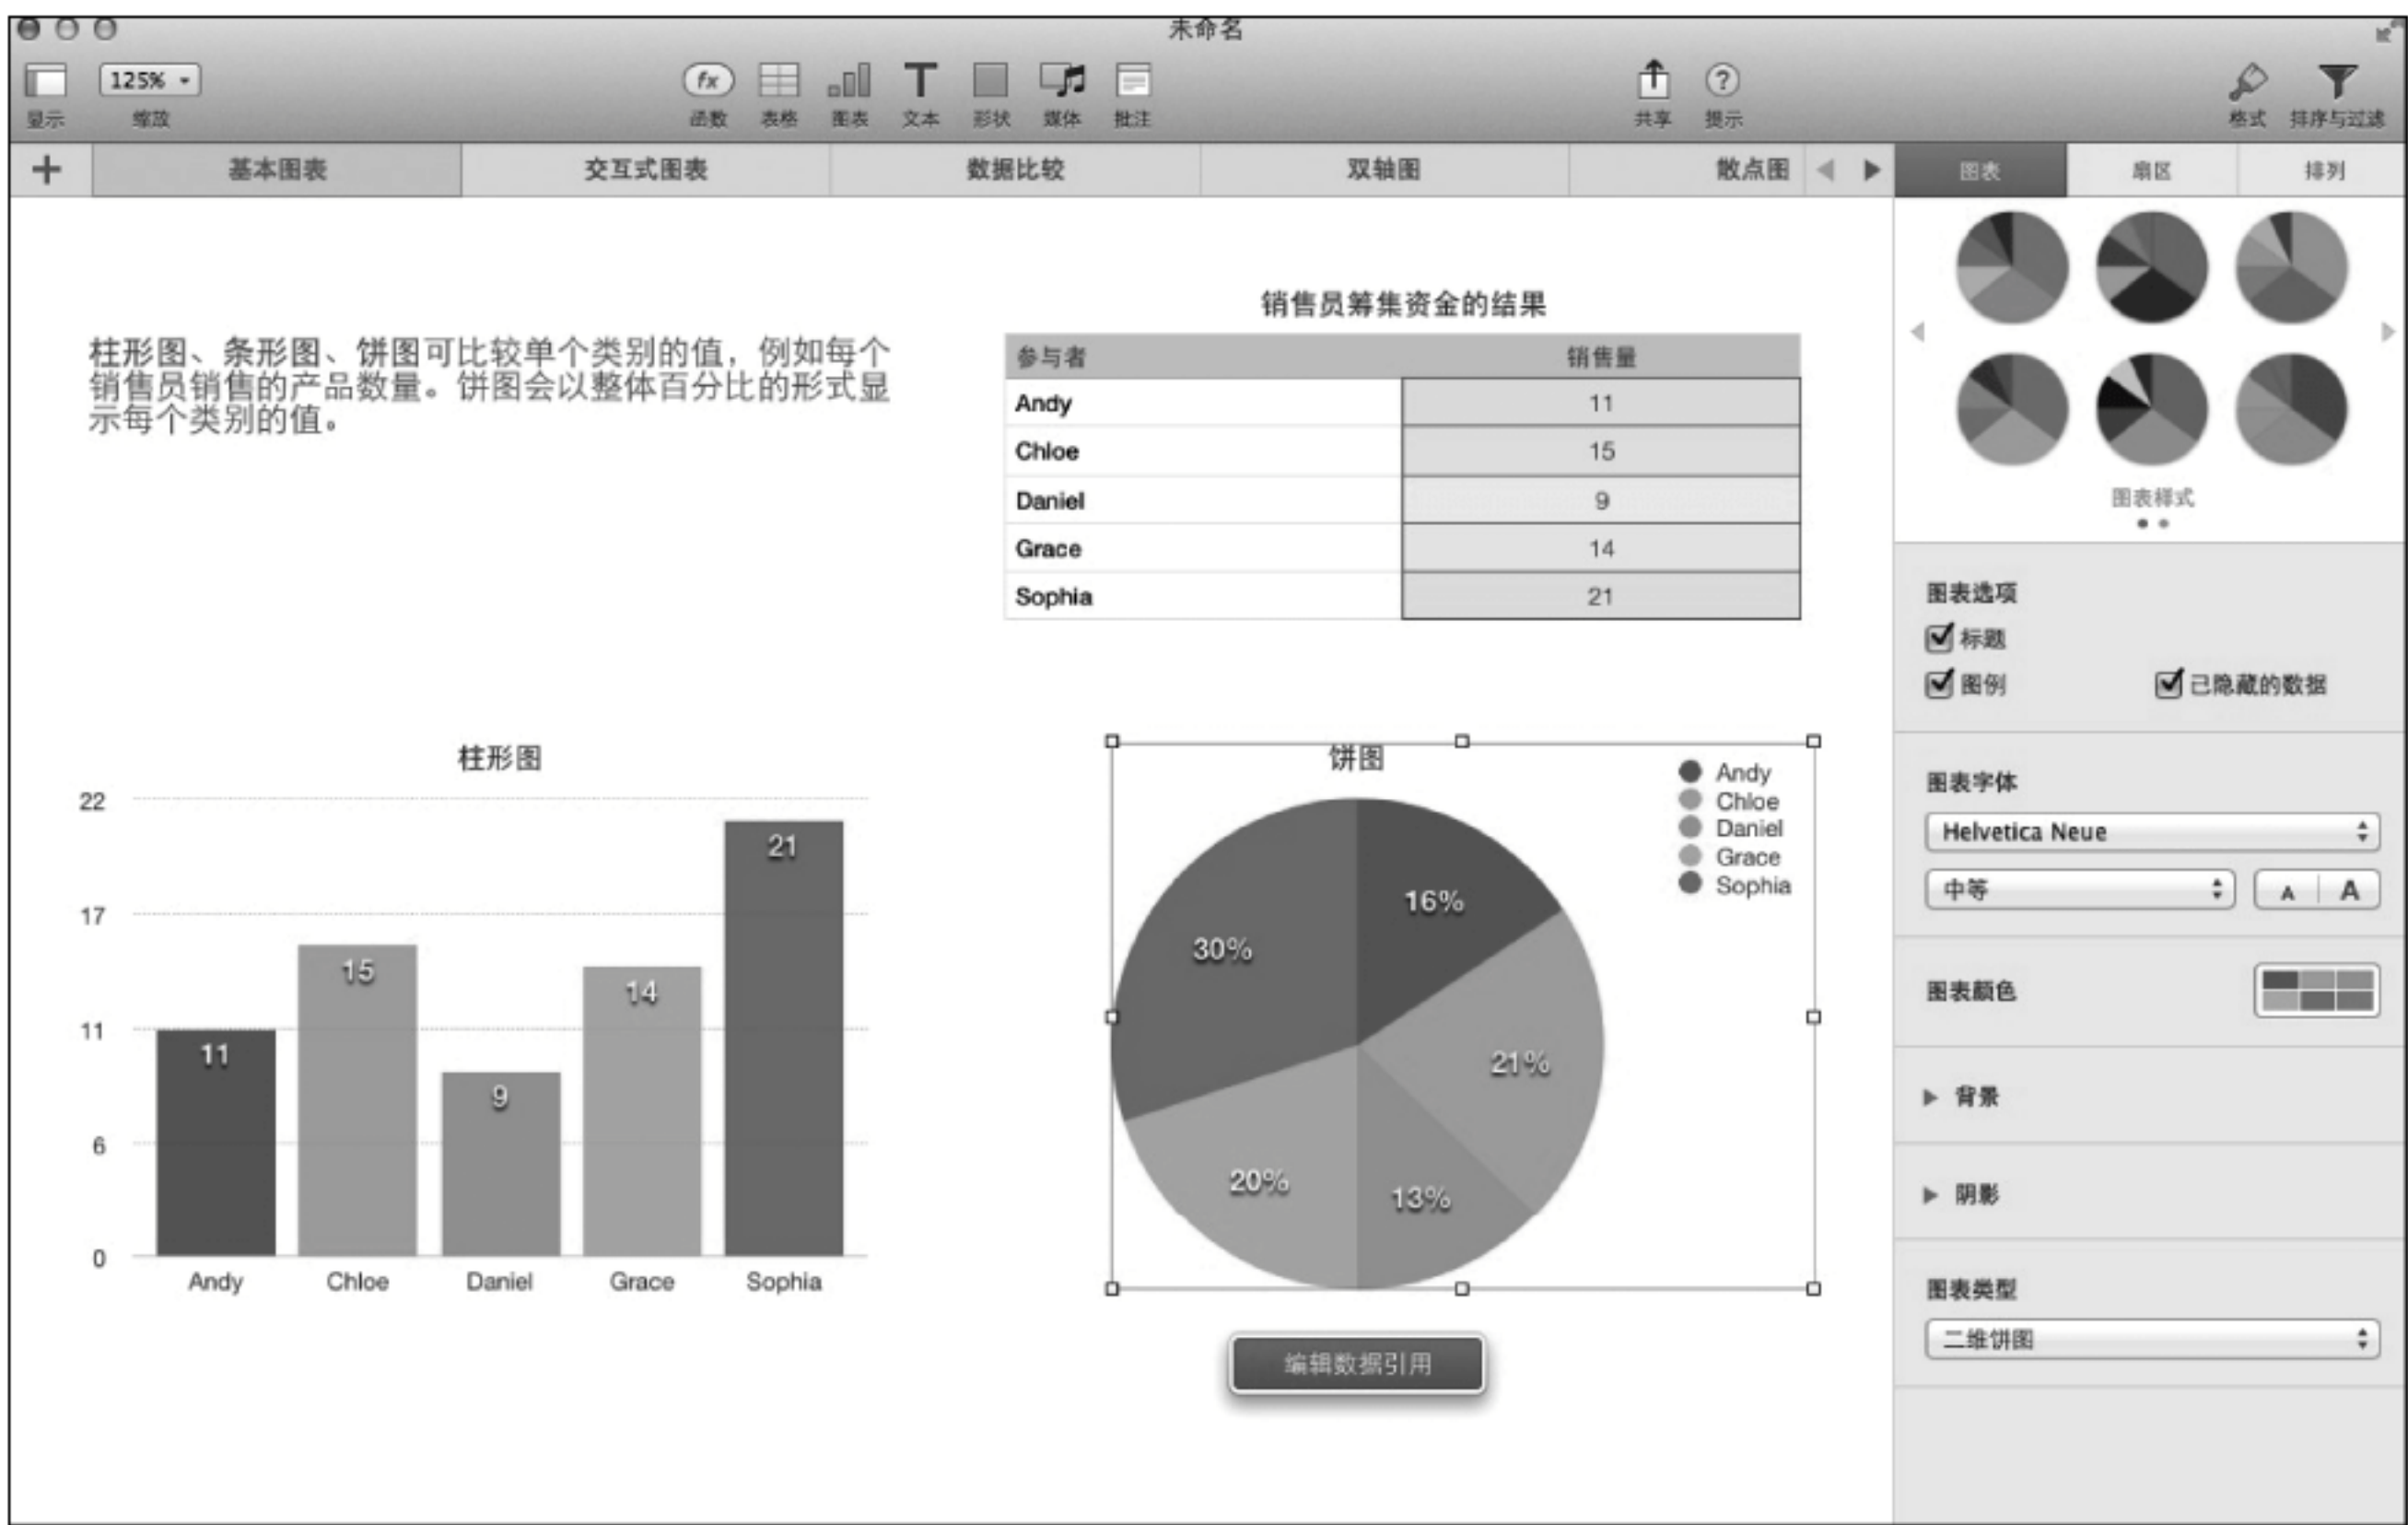 未命名
125%
显示
缩放
fx
函数
表格
图表
T
文本
形状
媒体
批注
共享
?
提示
格式
排序与过滤
+
基本图表
交互式图表
数据比较
双轴图
散点图
图表
扇区
排列
柱形图、条形图、饼图可比较单个类别的值，例如每个
销售员销售的产品数量。饼图会以整体百分比的形式显
示每个类别的值。
销售员筹集资金的结果
参与者 销售量
Andy 11
Chloe 15
Daniel 9
Grace 14
Sophia 21
柱形图
22
17
11
6
0
11
15
9
14
21
Andy Chloe Daniel Grace Sophia
饼图
Andy
Chloe
Daniel
Grace
Sophia
16%
30%
21%
20%
13%
编辑数据引用
图表样式
图表选项
标题
图例 已隐藏的数据
图表字体
Helvetica Neue
中等 A A
图表颜色
背景
阴影
图表类型
二维饼图